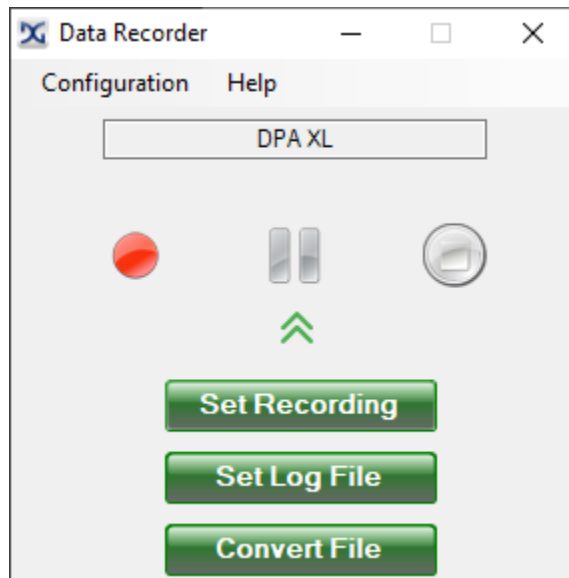 Data Recorder
Configuration Help
DPA XL
Set Recording
Set Log File
Convert File